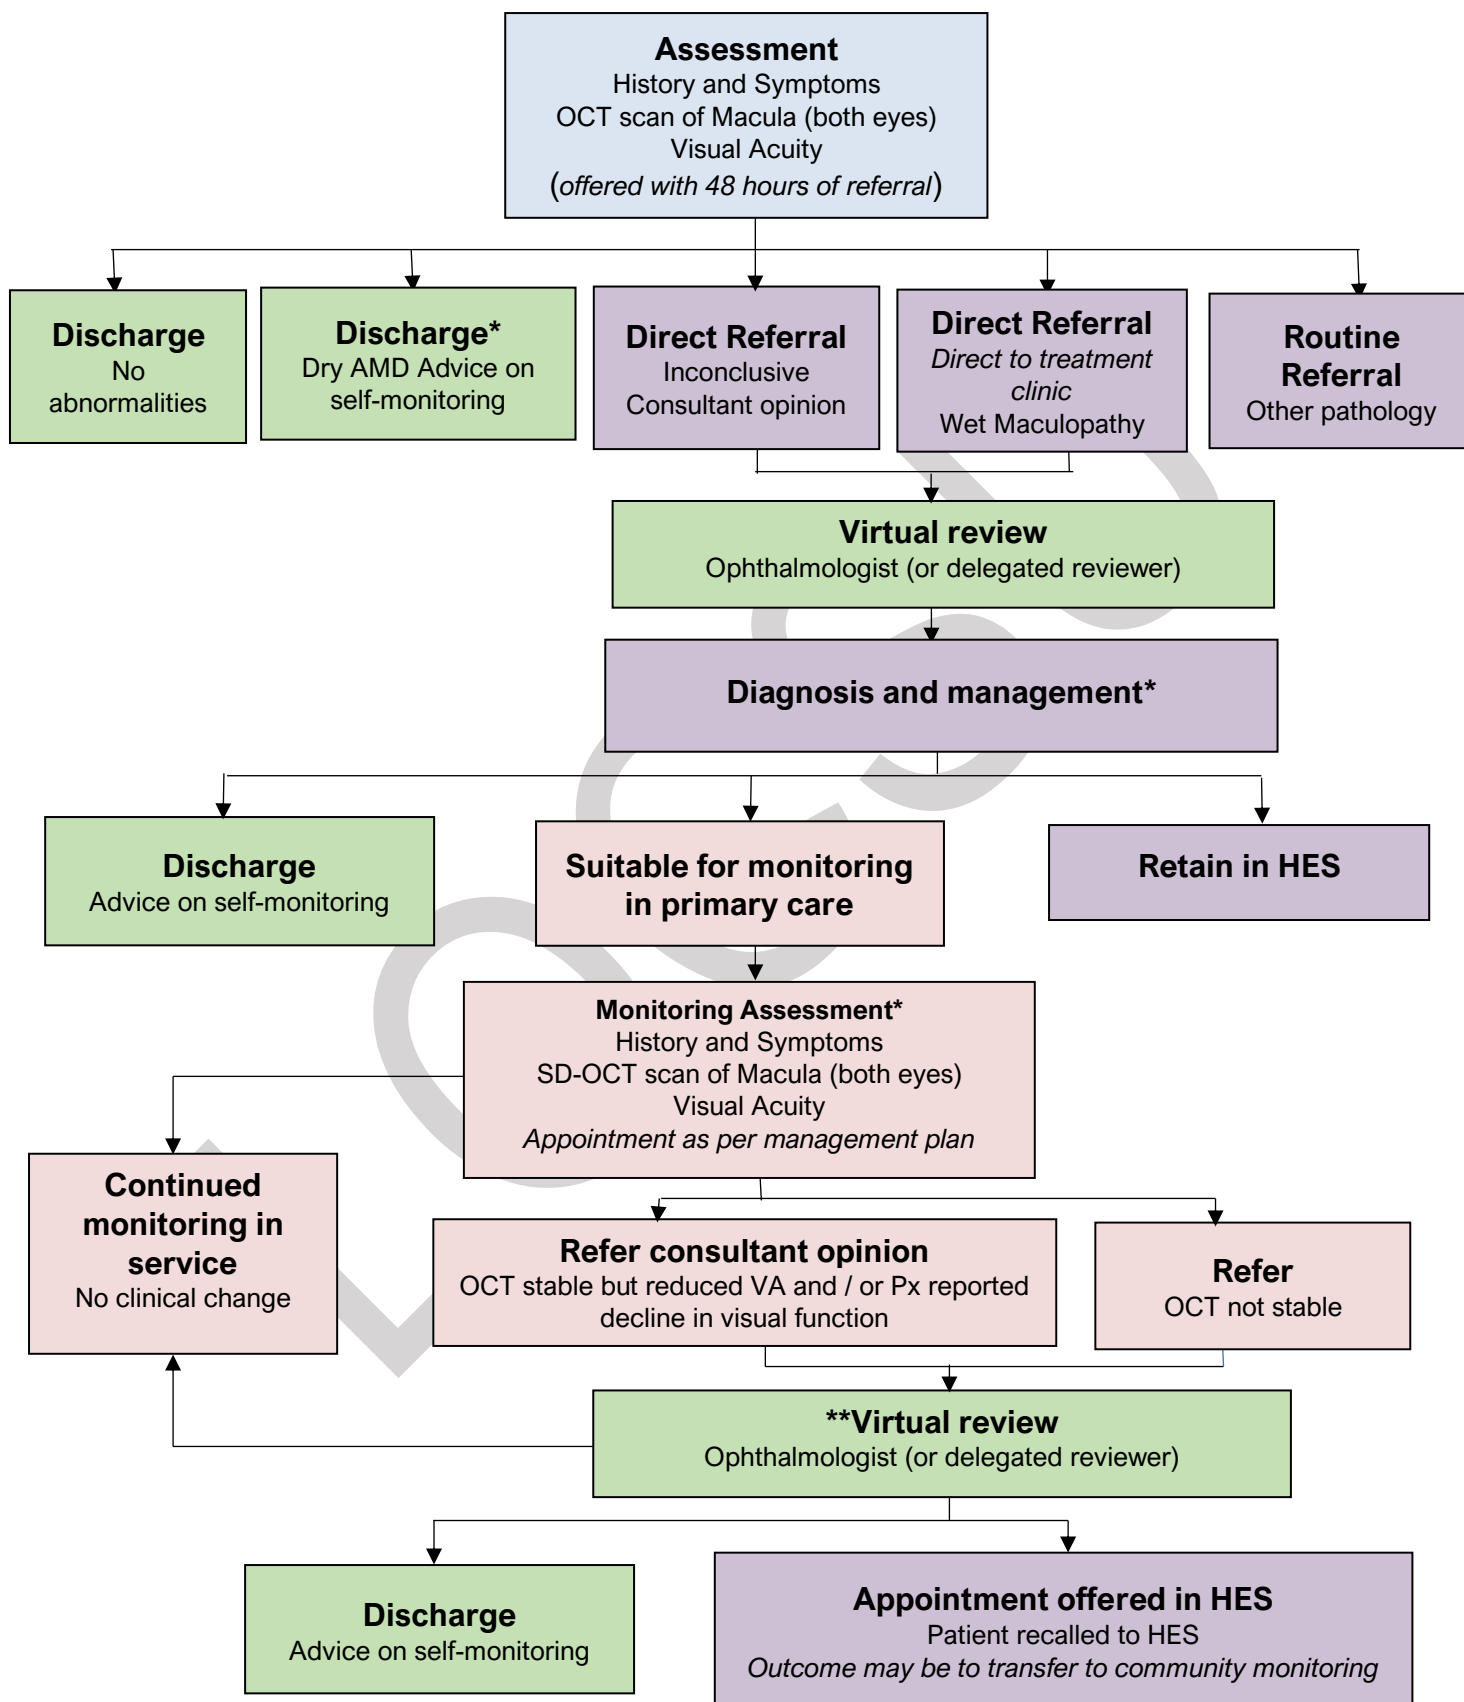 Assessment
History and Symptoms
OCT scan of Macula (both eyes)
Visual Acuity
(offered with 48 hours of referral)
Discharge
No
abnormalities
Discharge*
Dry AMD Advice on
self-monitoring
Direct Referral
Inconclusive
Consultant opinion
Direct Referral
Direct to treatment
clinic
Wet Maculopathy
Routine
Referral
Other pathology
Virtual review
Ophthalmologist (or delegated reviewer)
Diagnosis and management*
Discharge
Advice on self-monitoring
Suitable for monitoring
in primary care
Retain in HES
Monitoring Assessment*
History and Symptoms
SD-OCT scan of Macula (both eyes)
Visual Acuity
Appointment as per management plan
Continued
monitoring in
service
No clinical change
Refer consultant opinion
OCT stable but reduced VA and / or Px reported
decline in visual function
Refer
OCT not stable
**Virtual review
Ophthalmologist (or delegated reviewer)
Discharge
Advice on self-monitoring
Appointment offered in HES
Patient recalled to HES
Outcome may be to transfer to community monitoring
LOCSU